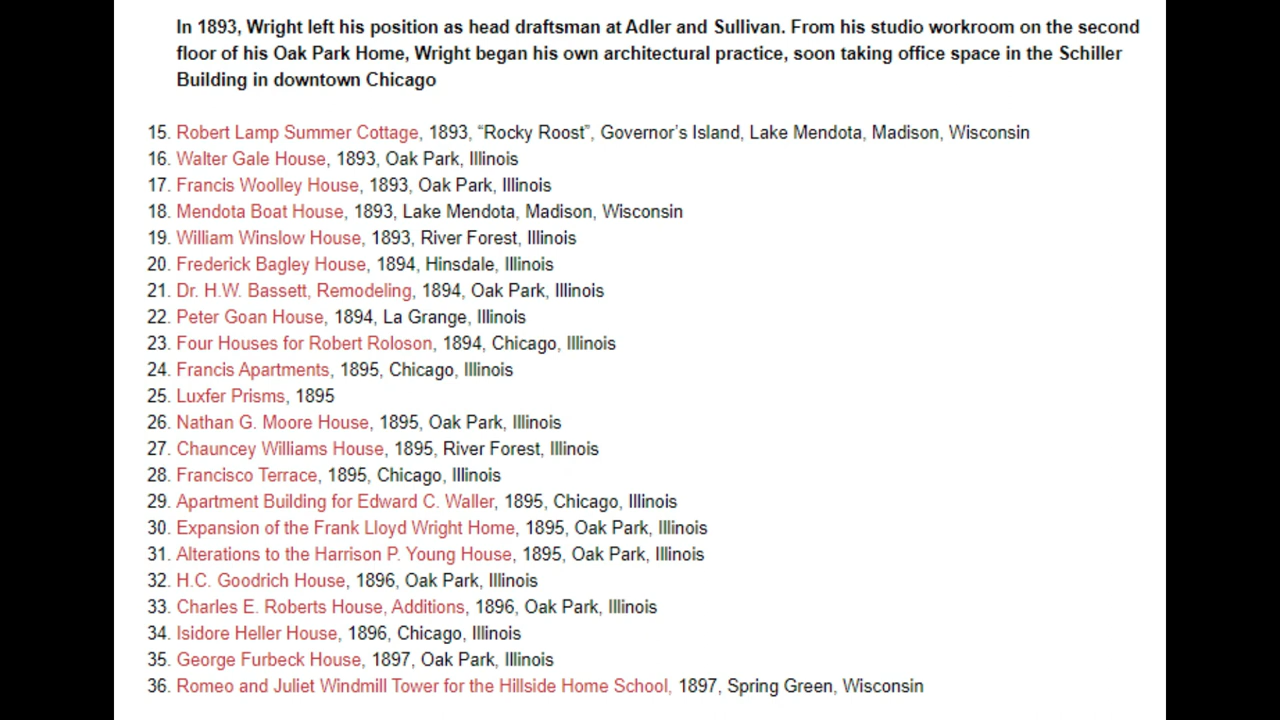 In 1893, Wright left his position as head draftsman at Adler and Sullivan. From his studio workroom on the second
floor of his Oak Park Home, Wright began his own architectural practice, soon taking office space in the Schiller
Building in downtown Chicago
15. Robert Lamp Summer Cottage, 1893, “Rocky Roost”, Governor’s Island, Lake Mendota, Madison, Wisconsin
16. Walter Gale House, 1893, Oak Park, Illinois
17. Francis Woolley House, 1893, Oak Park, Illinois
18. Mendota Boat House, 1893, Lake Mendota, Madison, Wisconsin
19. William Winslow House, 1893, River Forest, Illinois
20. Frederick Bagley House, 1894, Hinsdale, Illinois
21. Dr. H.W. Bassett, Remodeling, 1894, Oak Park, Illinois
22. Peter Goan House, 1894, La Grange, Illinois
23. Four Houses for Robert Roloson, 1894, Chicago, Illinois
24. Francis Apartments, 1895, Chicago, Illinois
25. Luxfer Prisms, 1895
26. Nathan G. Moore House, 1895, Oak Park, Illinois
27. Chauncey Williams House, 1895, River Forest, Illinois
28. Francisco Terrace, 1895, Chicago, Illinois
29. Apartment Building for Edward C. Waller, 1895, Chicago, Illinois
30. Expansion of the Frank Lloyd Wright Home, 1895, Oak Park, Illinois
31. Alterations to the Harrison P. Young House, 1895, Oak Park, Illinois
32. H.C. Goodrich House, 1896, Oak Park, Illinois
33. Charles E. Roberts House, Additions, 1896, Oak Park, Illinois
34. Isidore Heller House, 1896, Chicago, Illinois
35. George Furbeck House, 1897, Oak Park, Illinois
36. Romeo and Juliet Windmill Tower for the Hillside Home School, 1897, Spring Green, Wisconsin